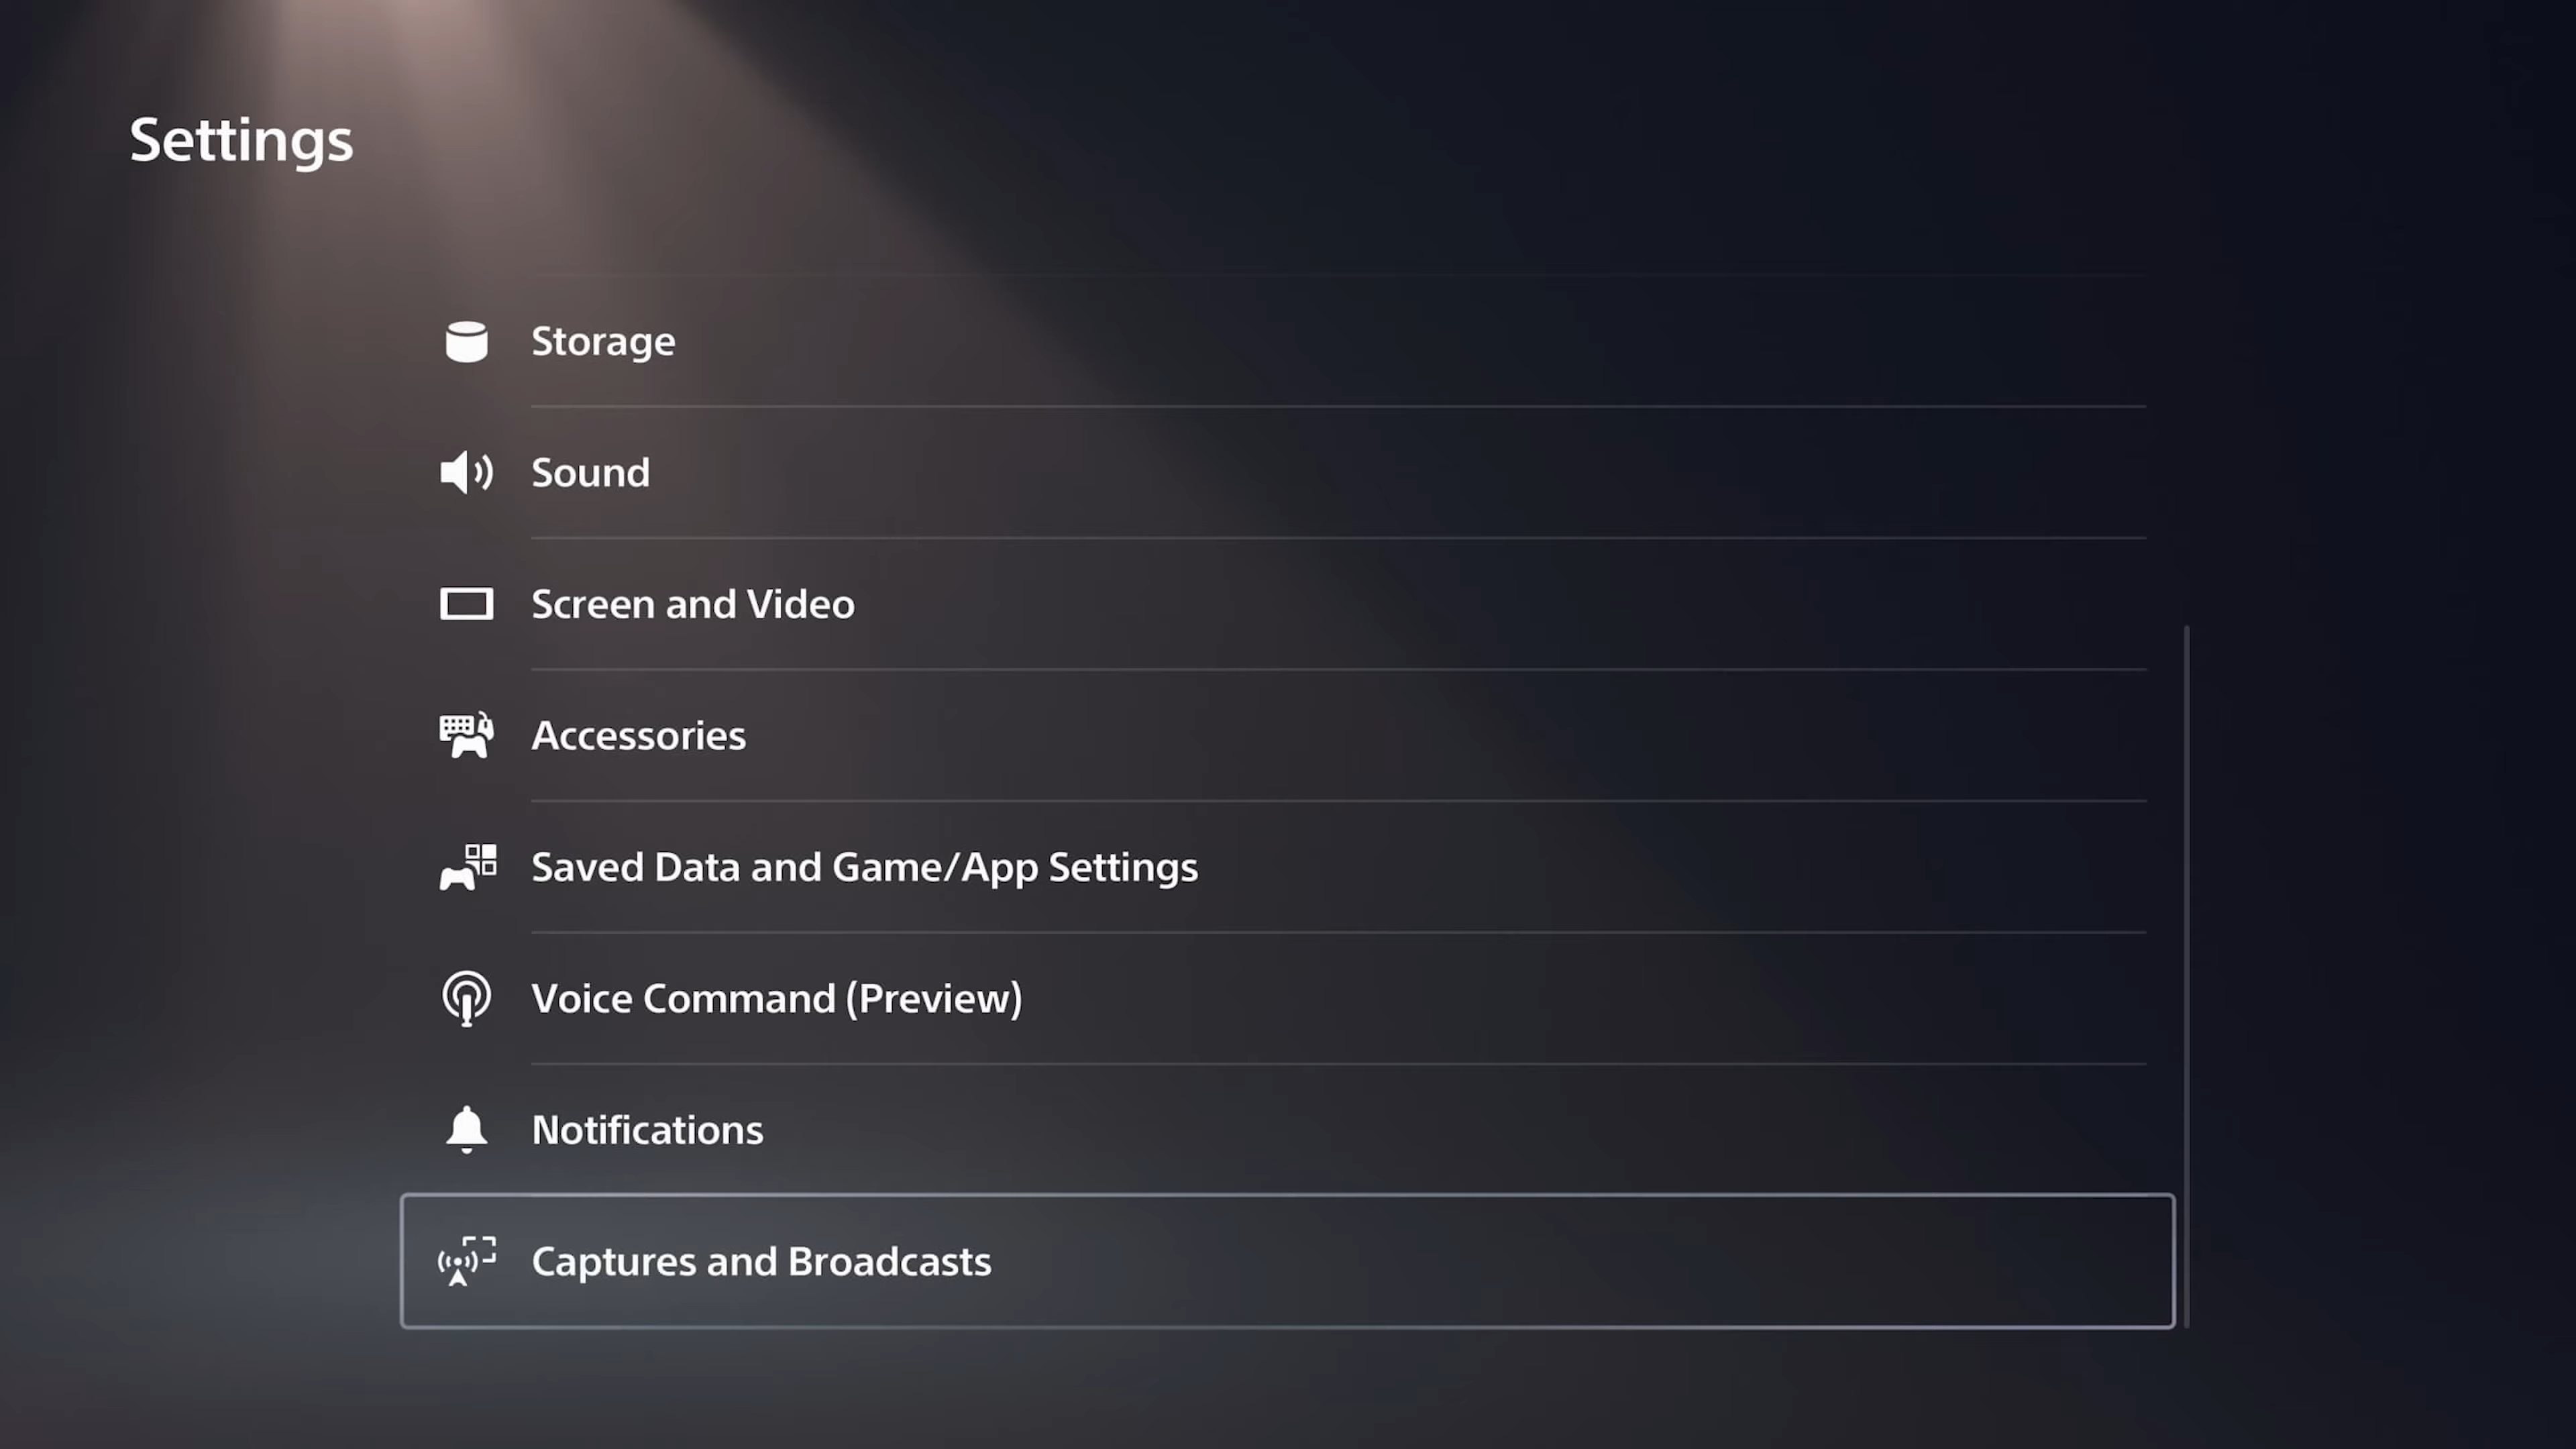 Settings
Storage
Sound
Screen and Video
Accessories
Saved Data and Game/App Settings
Voice Command (Preview)
Notifications
Captures and Broadcasts